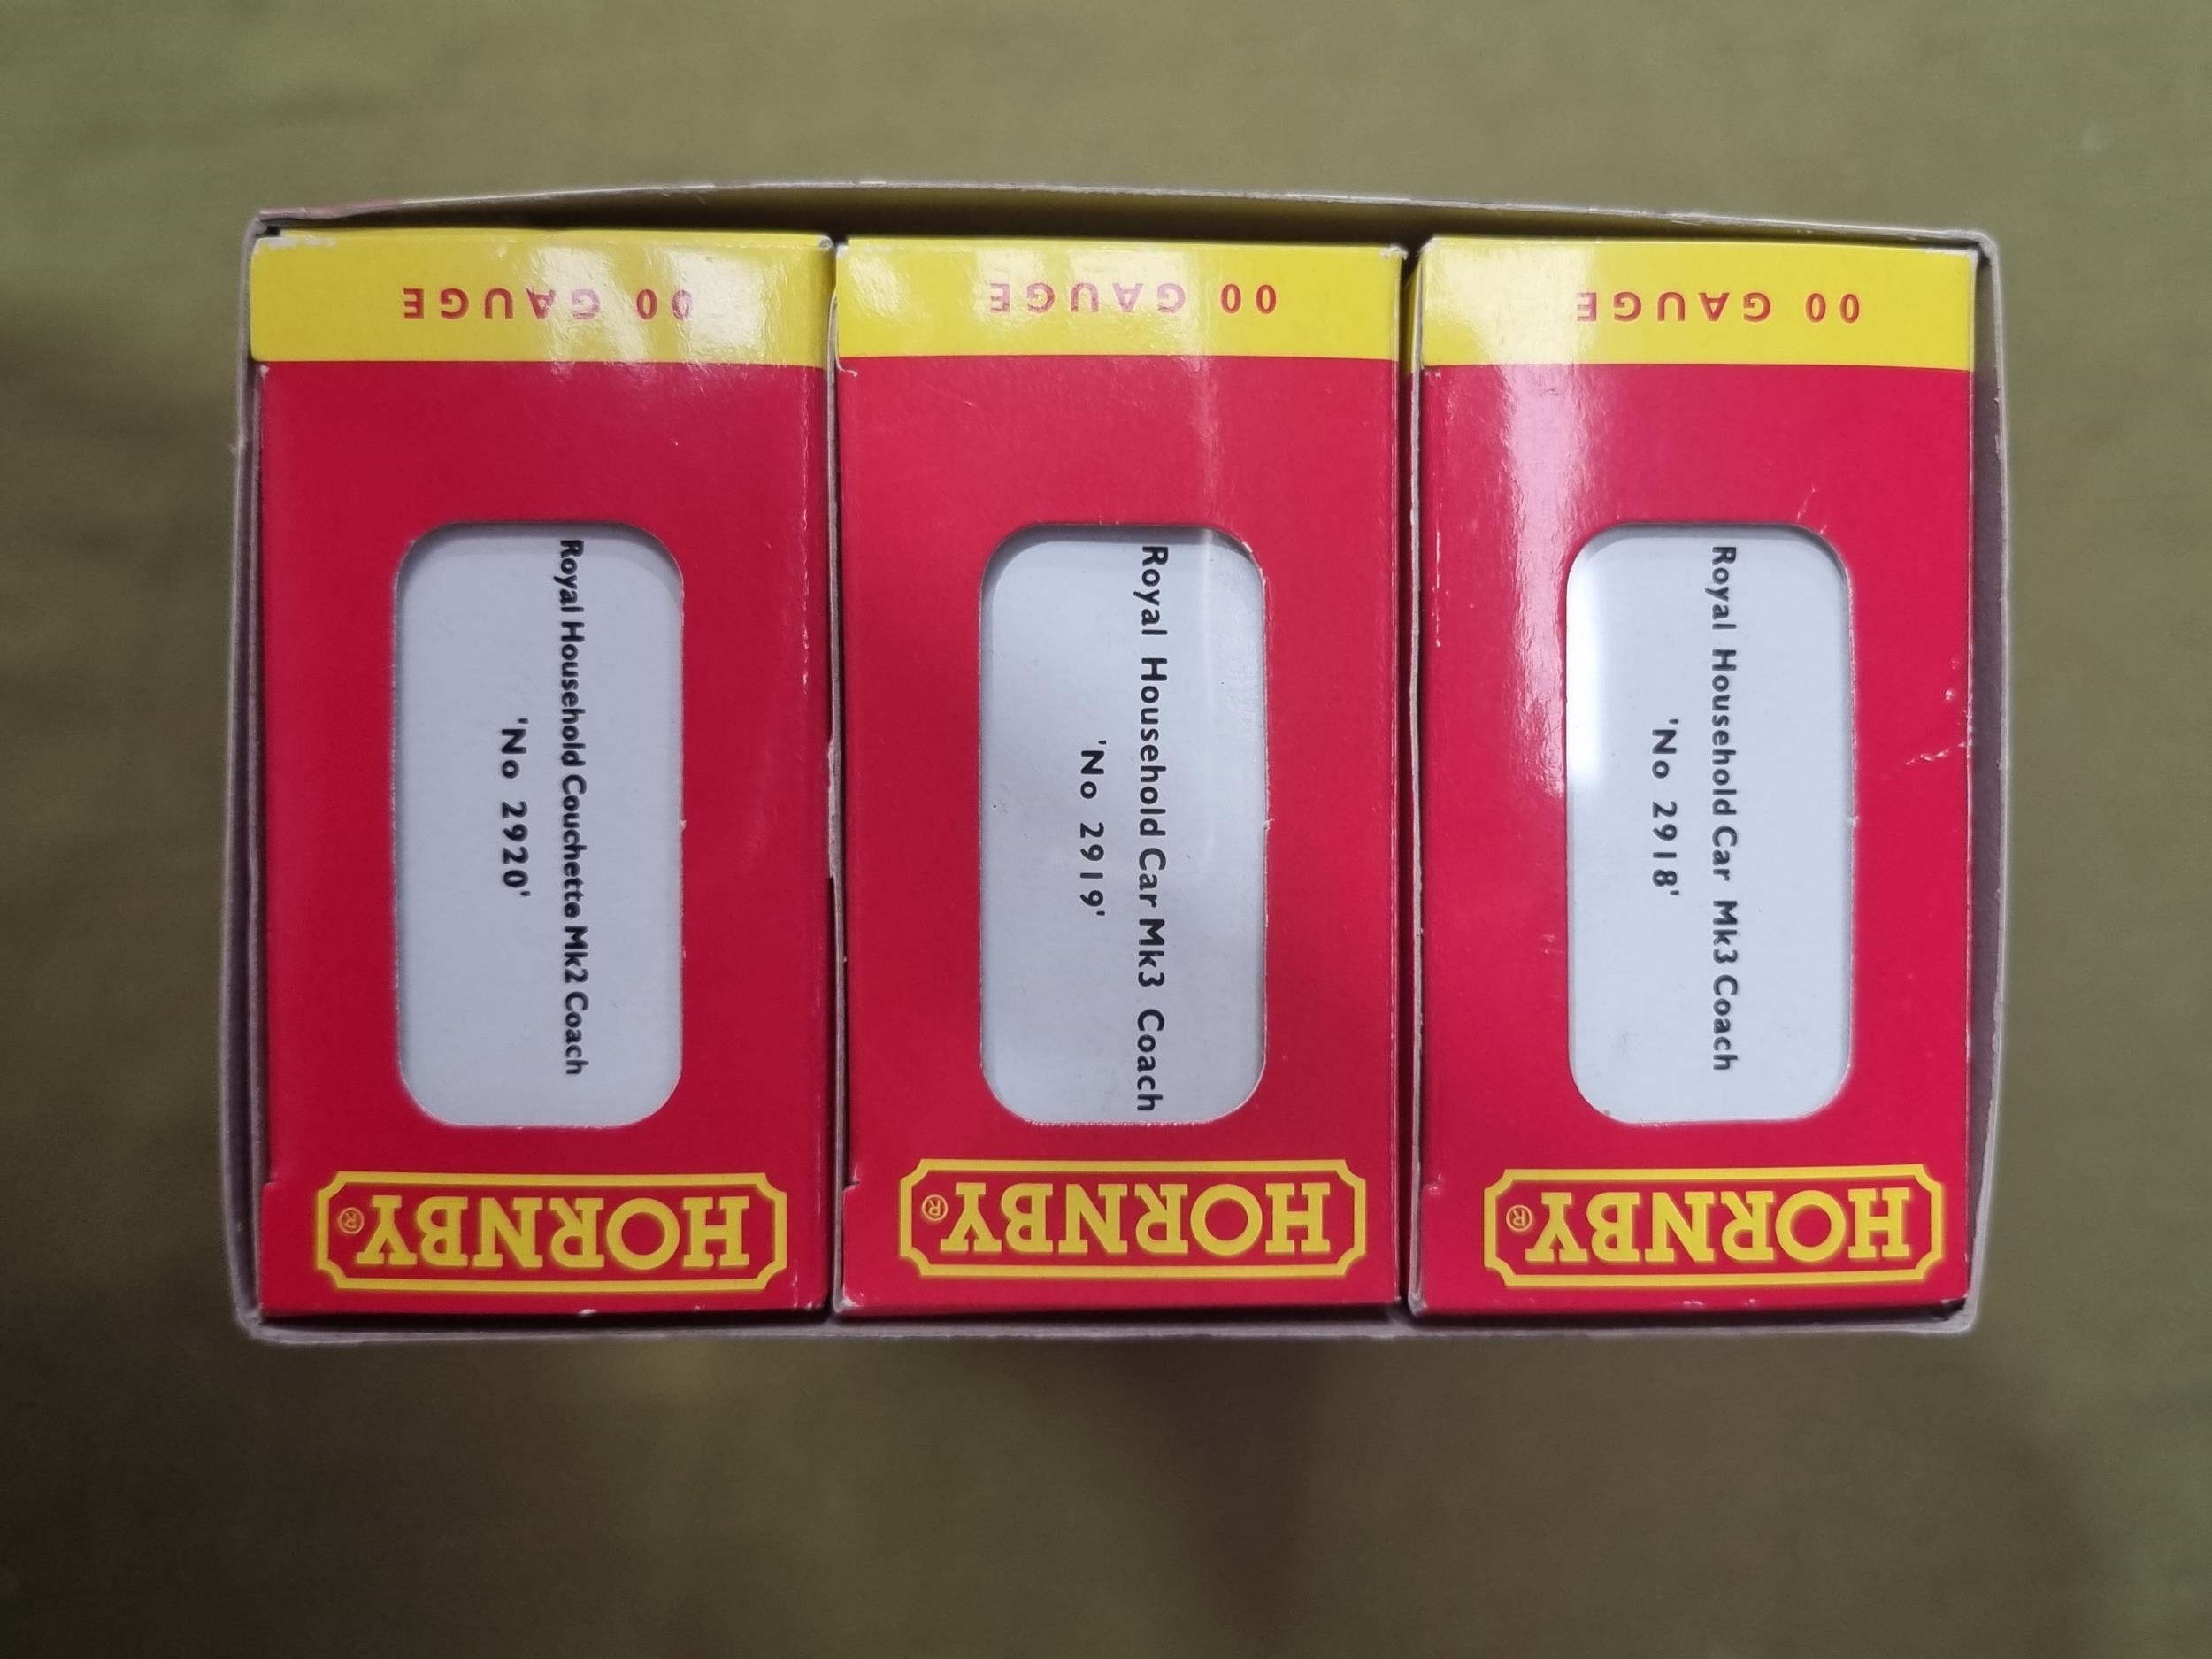 00 GAUGE
Royal Household Couchette Mk2 Coach
'No 2920'
HORNBY®
00 GAUGE
Royal Household Car Mk3 Coach
'No 2919'
HORNBY®
00 GAUGE
Royal Household Car Mk3 Coach
'No 2918'
HORNBY®